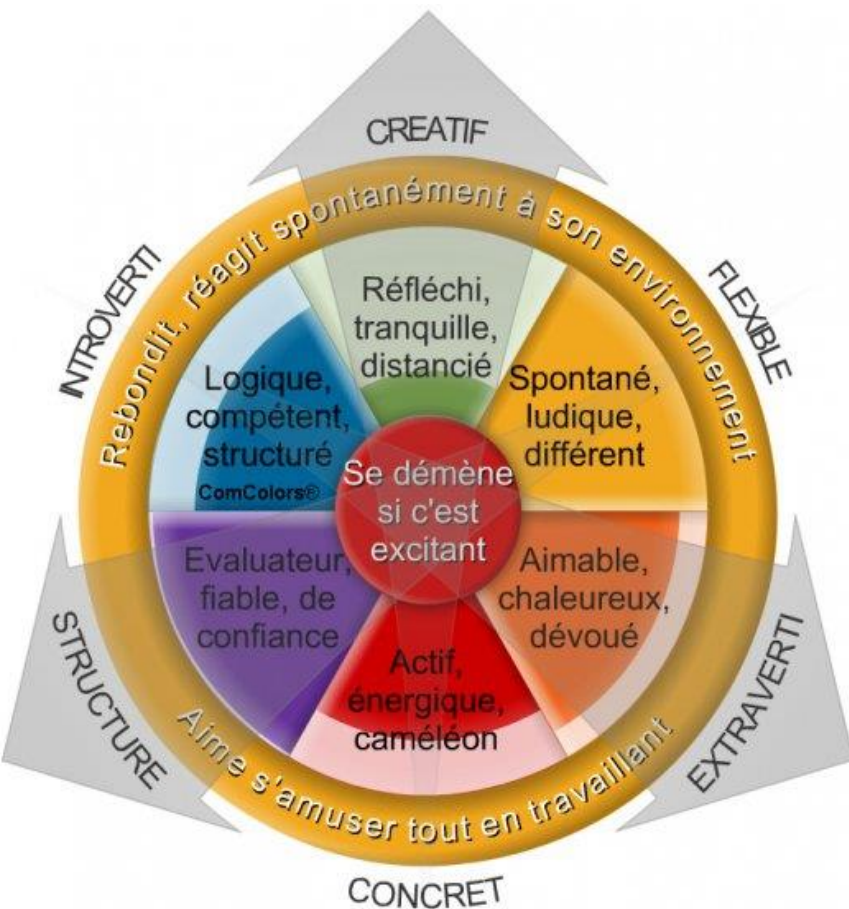 CREATIF
Rebondit, réagit spontanément à son environnement
INTROVERTI
FLEXIBLE
Réfléchi,
tranquille,
distancié
Logique,
compétent,
structuré
ComColors®
Spontané,
ludique,
différent
Se démène
si c'est
excitant
Evaluateur,
fiable, de
confiance
Aimable,
chaleureux,
dévoué
Actif,
énergique,
caméléon
STRUCTURE
EXTRAVERTI
Aime s'amuser tout en travaillant
CONCRET